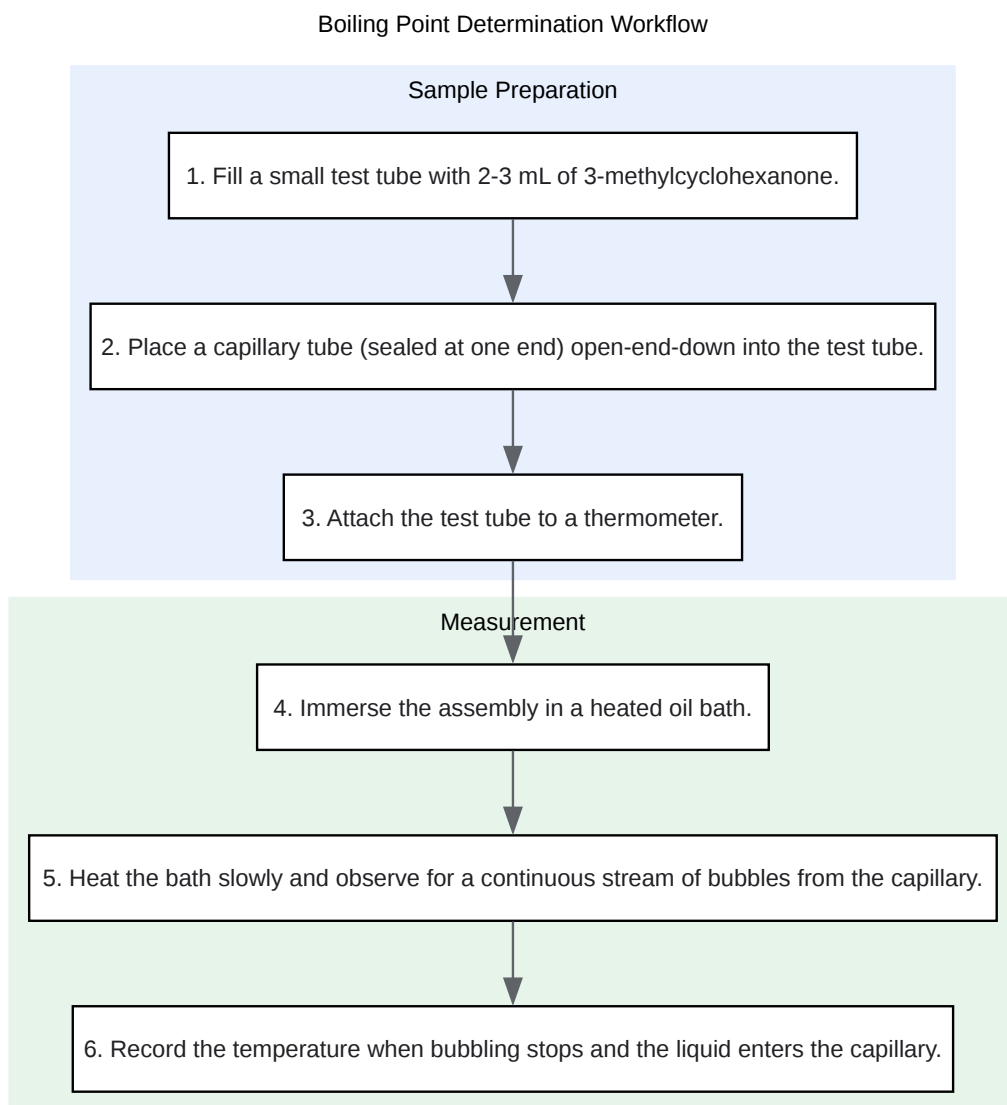 Boiling Point Determination Workflow
Sample Preparation
1. Fill a small test tube with 2-3 mL of 3-methylcyclohexanone.
2. Place a capillary tube (sealed at one end) open-end-down into the test tube.
3. Attach the test tube to a thermometer.
Measurement
4. Immerse the assembly in a heated oil bath.
5. Heat the bath slowly and observe for a continuous stream of bubbles from the capillary.
6. Record the temperature when bubbling stops and the liquid enters the capillary.